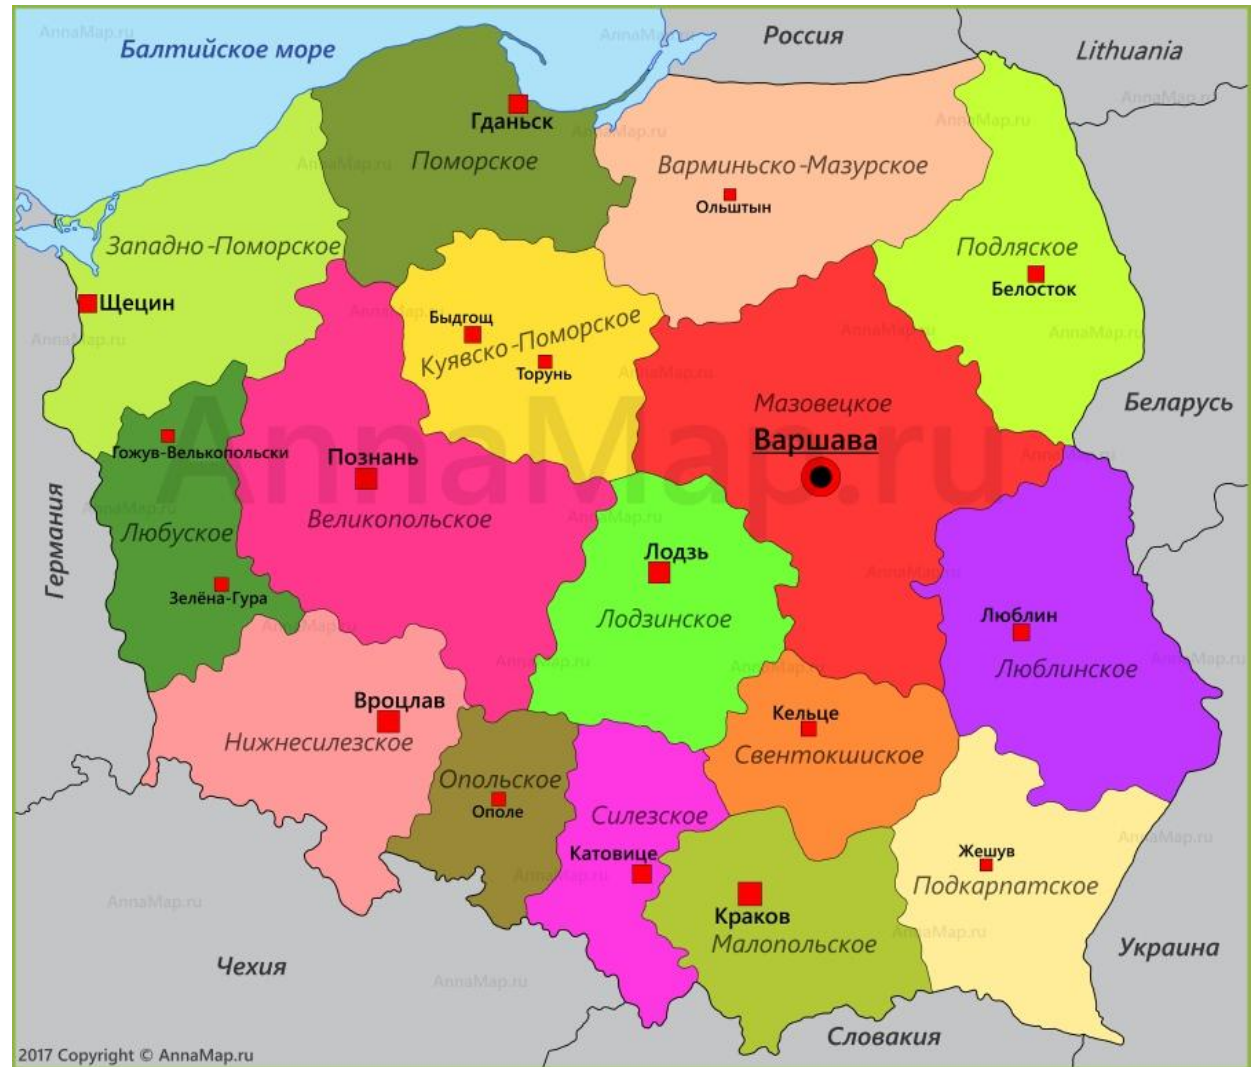 Россия
Балтийское море
Lithuania
Гданьск
Поморское
Варминьско-Мазурское
Ольштын
Западно-Поморское
Подляское
Белосток
Щецин
Быдгощ
Куявско-Поморское
Торунь
Мазовецкое
Варшава
Беларусь
Гожув-Велькопольски
Познань
Великопольское
Германия
Любуское
Зелёна-Гура
Лодзь
Лодзинское
Люблин
Люблинское
Вроцлав
Нижнесилезское
Кельце
Свентокшиское
Опольское
Ополе
Силезское
Катовице
Жешув
Подкарпатское
Краков
Малопольское
Украина
Чехия
Словакия
2017 Copyright © AnnaMap.ru
AnnaMap.ru